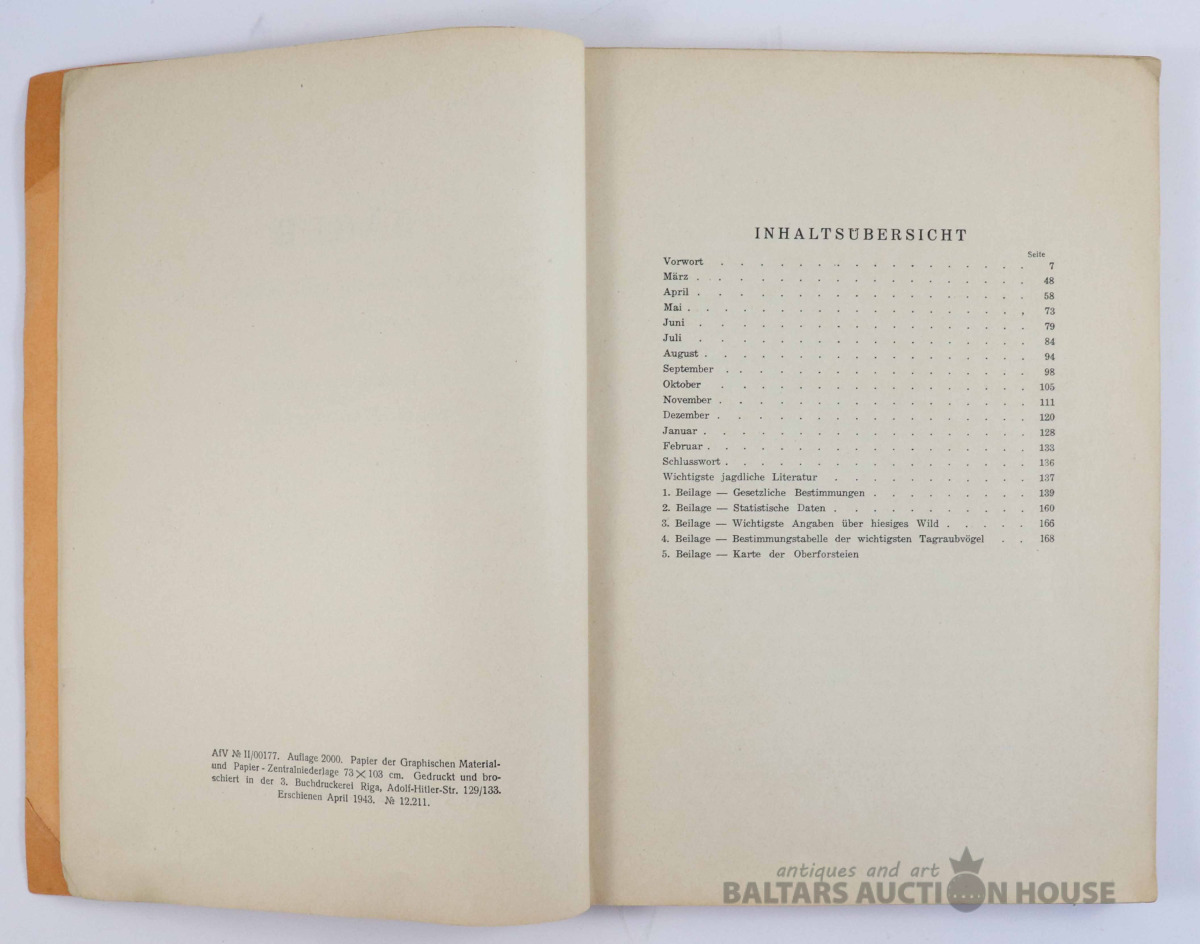 AfV № II/00177. Auflage 2000. Papier der Graphischen Material-
und Papier-Zentralniederlage 73 × 103 cm. Gedruckt und bro-
schiert in der 3. Buchdruckerei Riga, Adolf-Hitler-Str. 129/133.
Erschienen April 1943. № 12.211.
INHALTSÜBERSICHT
Seite
Vorwort . . . . . . . . . . . . . . . . . 7
März . . . . . . . . . . . . . . . . . 48
April . . . . . . . . . . . . . . . . . 58
Mai . . . . . . . . . . . . . . . . . 73
Juni . . . . . . . . . . . . . . . . . 79
Juli . . . . . . . . . . . . . . . . . 84
August . . . . . . . . . . . . . . . . . 94
September . . . . . . . . . . . . . . . . 98
Oktober . . . . . . . . . . . . . . . . 105
November . . . . . . . . . . . . . . . . 111
Dezember . . . . . . . . . . . . . . . . 120
Januar . . . . . . . . . . . . . . . . . 128
Februar . . . . . . . . . . . . . . . . . 133
Schlusswort . . . . . . . . . . . . . . . . 136
Wichtigste jagdliche Literatur . . . . . . . . . . 137
1. Beilage — Gesetzliche Bestimmungen . . . . . . . . 139
2. Beilage — Statistische Daten . . . . . . . . . . 160
3. Beilage — Wichtigste Angaben über hiesiges Wild . . . . . 166
4. Beilage — Bestimmungstabelle der wichtigsten Tagraubvögel . . 168
5. Beilage — Karte der Oberforsteien
antiques and art
BALTARS AUCTION HOUSE